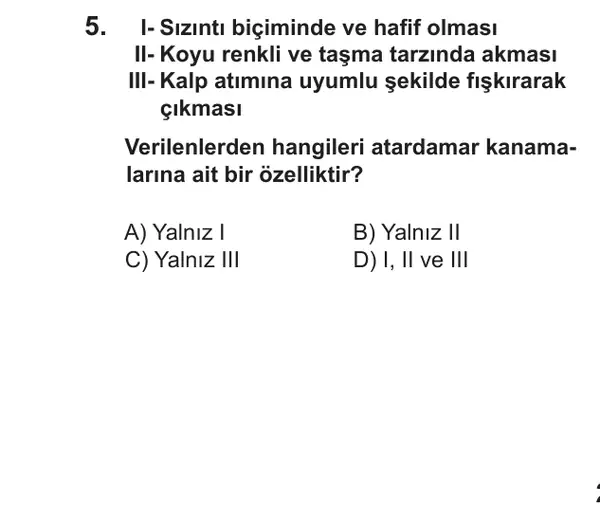 5. I- Sızıntı biçiminde ve hafif olması
II- Koyu renkli ve taşma tarzında akması
III- Kalp atımına uyumlu şekilde fışkırarak
çıkması
Verilenlerden hangileri atardamar kanama-
larına ait bir özelliktir?
A) Yalnız I B) Yalnız II
C) Yalnız III D) I, II ve III